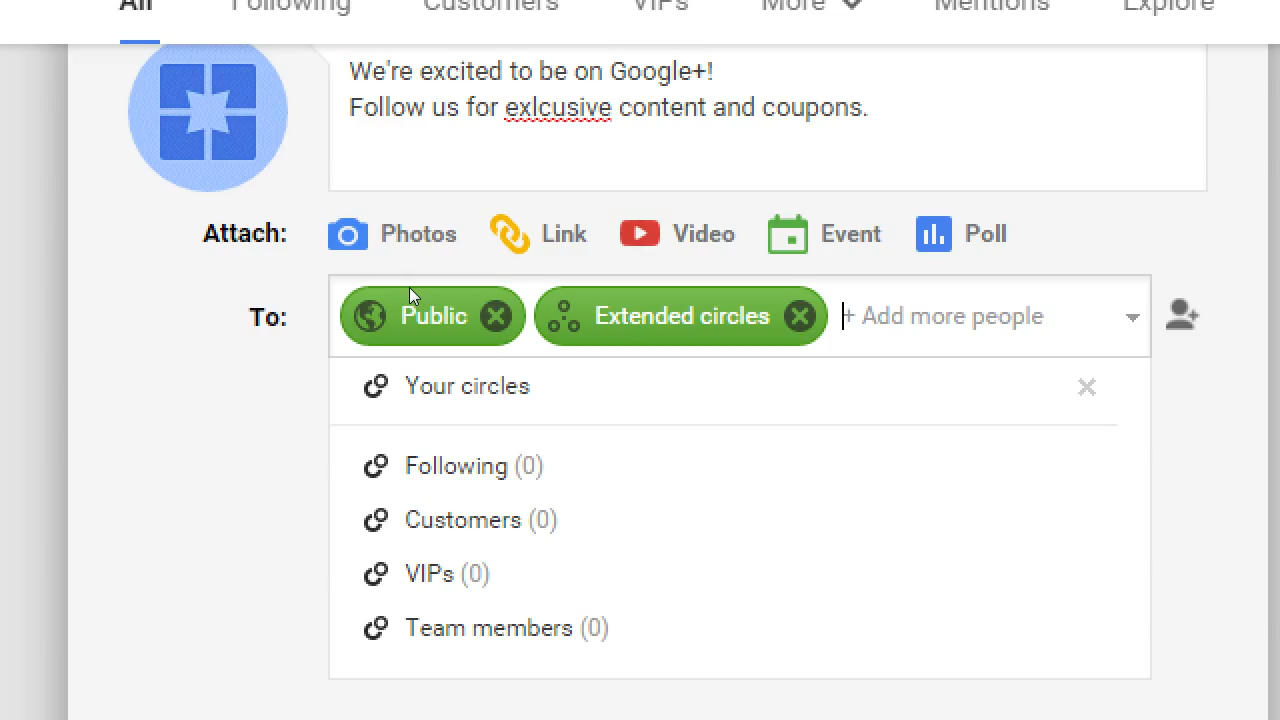 All Following Customers VIPs More Mentions Explore
We're excited to be on Google+!
Follow us for exlcusive content and coupons.
Attach: Photos Link Video Event Poll
To: Public Extended circles + Add more people
Your circles
Following (0)
Customers (0)
VIPs (0)
Team members (0)